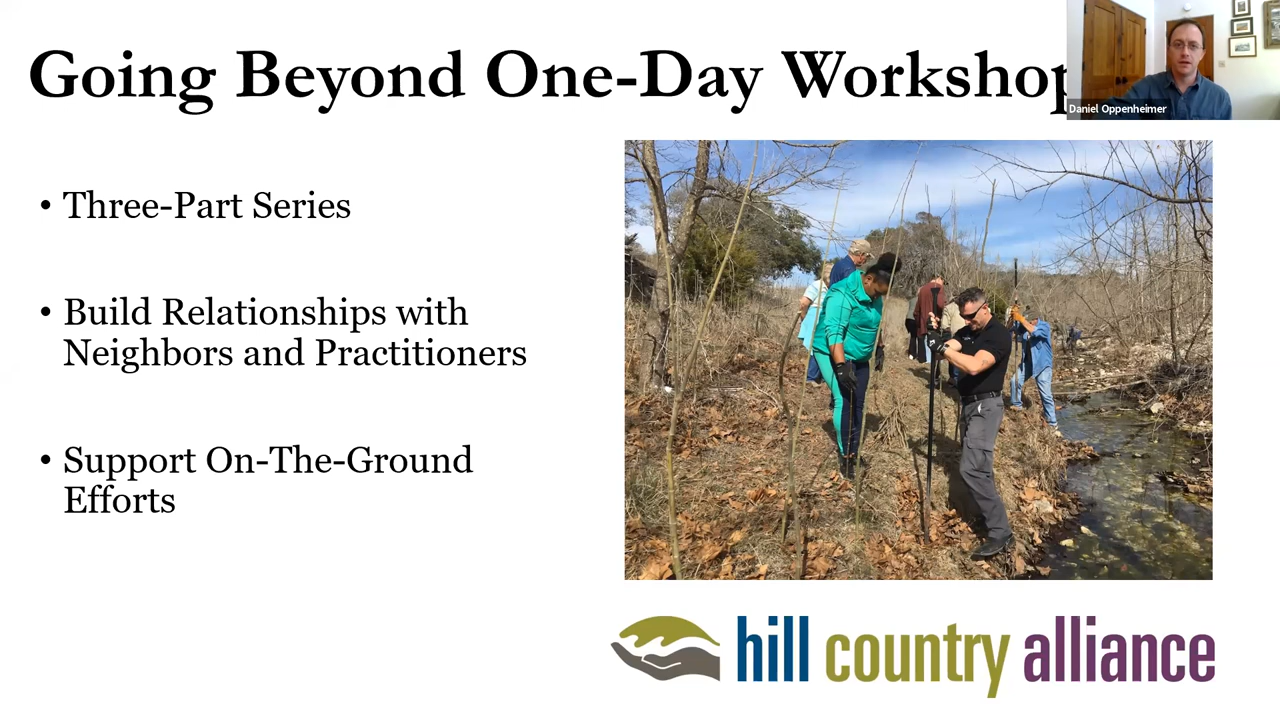 Going Beyond One-Day Workshop
Daniel Oppenheimer
• Three-Part Series
• Build Relationships with
Neighbors and Practitioners
• Support On-The-Ground
Efforts
hill country alliance